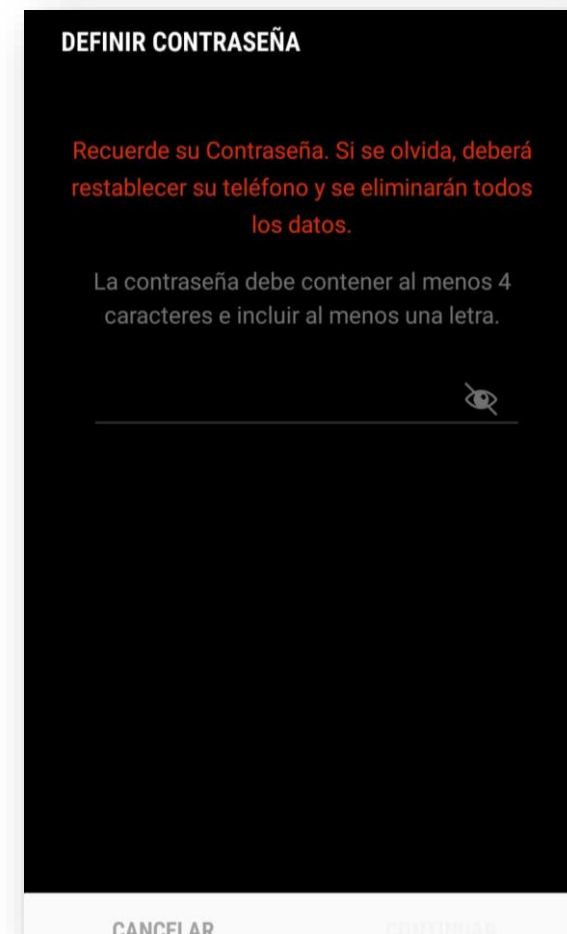 DEFINIR CONTRASEÑA
Recuerde su Contraseña. Si se olvida, deberá
restablecer su teléfono y se eliminarán todos
los datos.
La contraseña debe contener al menos 4
caracteres e incluir al menos una letra.
CANCELAR
CONTINUAR